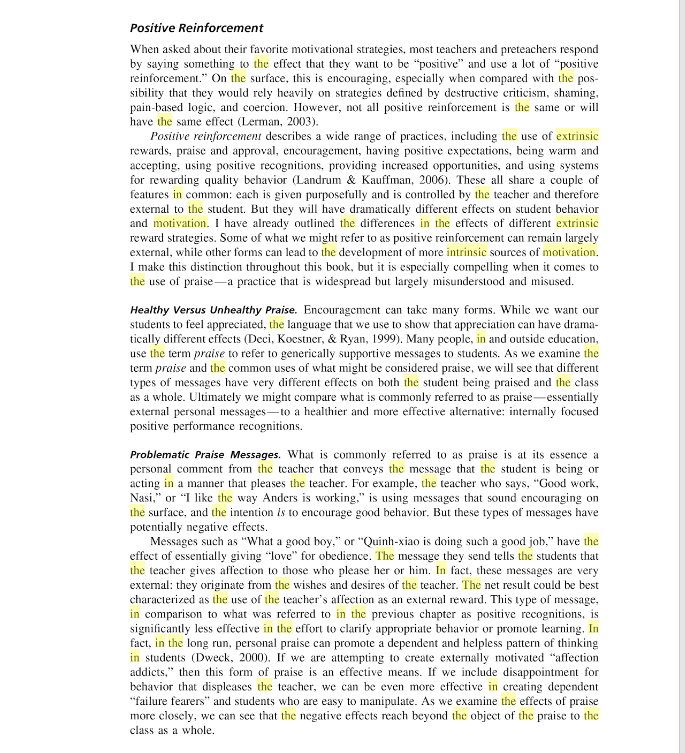 Positive Reinforcement
When asked about their favorite motivational strategies, most teachers and preteachers respond
by saying something to the effect that they want to be “positive” and use a lot of “positive
reinforcement.” On the surface, this is encouraging, especially when compared with the pos-
sibility that they would rely heavily on strategies defined by destructive criticism, shaming,
pain-based logic, and coercion. However, not all positive reinforcement is the same or will
have the same effect (Lerman, 2003).
Positive reinforcement describes a wide range of practices, including the use of extrinsic
rewards, praise and approval, encouragement, having positive expectations, being warm and
accepting, using positive recognitions, providing increased opportunities, and using systems
for rewarding quality behavior (Landrum & Kauffman, 2006). These all share a couple of
features in common: each is given purposefully and is controlled by the teacher and therefore
external to the student. But they will have dramatically different effects on student behavior
and motivation. I have already outlined the differences in the effects of different extrinsic
reward strategies. Some of what we might refer to as positive reinforcement can remain largely
external, while other forms can lead to the development of more intrinsic sources of motivation.
I make this distinction throughout this book, but it is especially compelling when it comes to
the use of praise—a practice that is widespread but largely misunderstood and misused.
Healthy Versus Unhealthy Praise. Encouragement can take many forms. While we want our
students to feel appreciated, the language that we use to show that appreciation can have drama-
tically different effects (Deci, Koestner, & Ryan, 1999). Many people, in and outside education,
use the term praise to refer to generically supportive messages to students. As we examine the
term praise and the common uses of what might be considered praise, we will see that different
types of messages have very different effects on both the student being praised and the class
as a whole. Ultimately we might compare what is commonly referred to as praise—essentially
external personal messages—to a healthier and more effective alternative: internally focused
positive performance recognitions.
Problematic Praise Messages. What is commonly referred to as praise is at its essence a
personal comment from the teacher that conveys the message that the student is being or
acting in a manner that pleases the teacher. For example, the teacher who says, “Good work,
Nasi,” or “I like the way Anders is working,” is using messages that sound encouraging on
the surface, and the intention is to encourage good behavior. But these types of messages have
potentially negative effects.
Messages such as “What a good boy,” or “Quinh-xiao is doing such a good job,” have the
effect of essentially giving “love” for obedience. The message they send tells the students that
the teacher gives affection to those who please her or him. In fact, these messages are very
external: they originate from the wishes and desires of the teacher. The net result could be best
characterized as the use of the teacher’s affection as an external reward. This type of message,
in comparison to what was referred to in the previous chapter as positive recognitions, is
significantly less effective in the effort to clarify appropriate behavior or promote learning. In
fact, in the long run, personal praise can promote a dependent and helpless pattern of thinking
in students (Dweck, 2000). If we are attempting to create externally motivated “affection
addicts,” then this form of praise is an effective means. If we include disappointment for
behavior that displeases the teacher, we can be even more effective in creating dependent
“failure fearers” and students who are easy to manipulate. As we examine the effects of praise
more closely, we can see that the negative effects reach beyond the object of the praise to the
class as a whole.